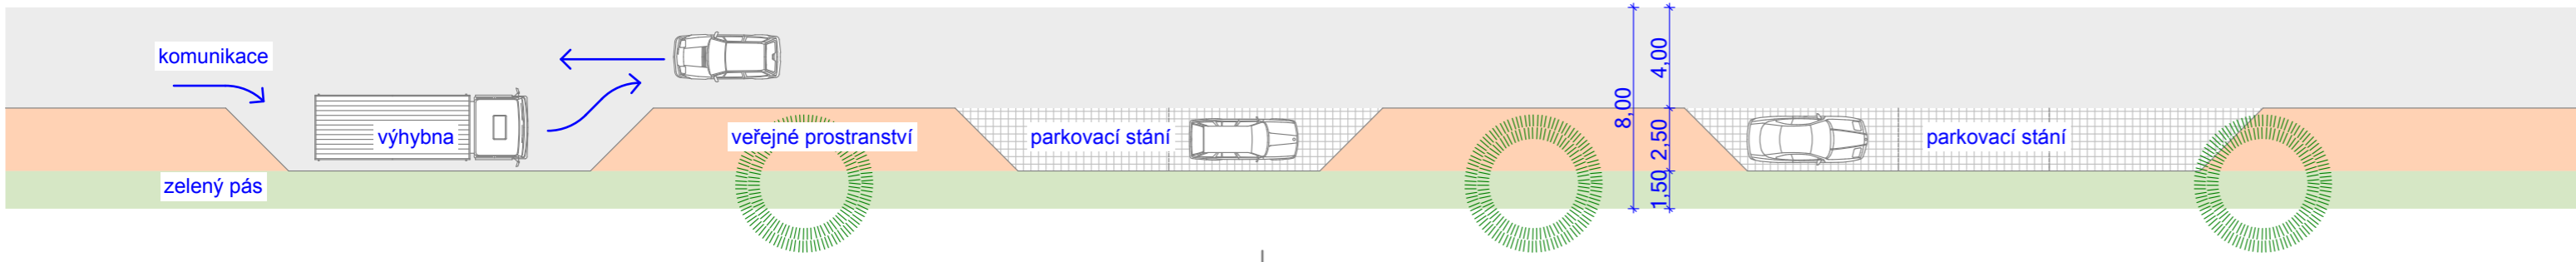 komunikace
výhybna
veřejné prostranství
parkovací stání
parkovací stání
zelený pás
8,00
4,00
2,50
1,50